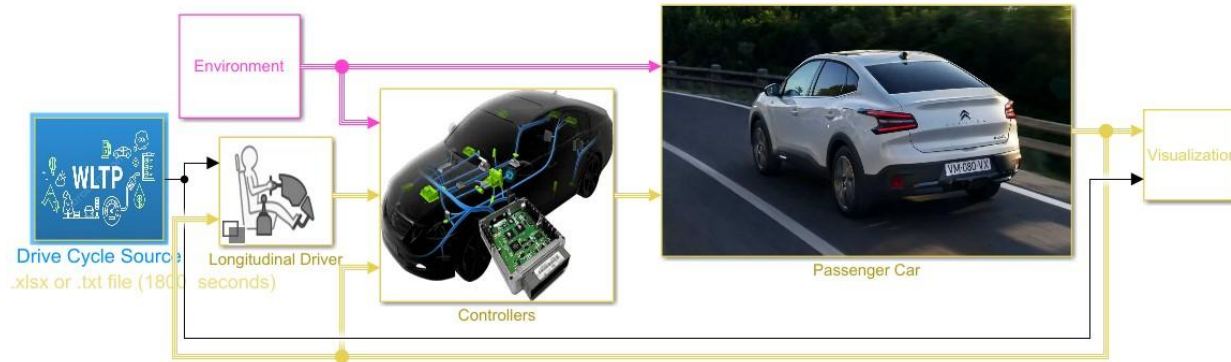 Environment
WLTP
Drive Cycle Source
.xlsx or .txt file (1800 seconds)
Longitudinal Driver
Controllers
VM-080-VX
Passenger Car
Visualization